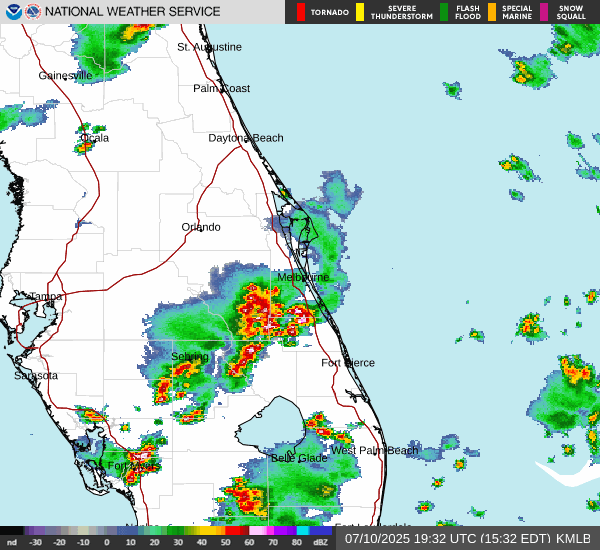 NATIONAL WEATHER SERVICE
TORNADO
SEVERE THUNDERSTORM
FLASH FLOOD
SPECIAL MARINE
SNOW SQUALL
St. Augustine
Gainesville
Palm Coast
Ocala
Daytona Beach
Orlando
Melbourne
Tampa
Sebring
Fort Pierce
Sarasota
West Palm Beach
Belle Glade
Fort Myers
nd -30 -20 -10 0 10 20 30 40 50 60 70 80 dBZ
07/10/2025 19:32 UTC (15:32 EDT) KMLB